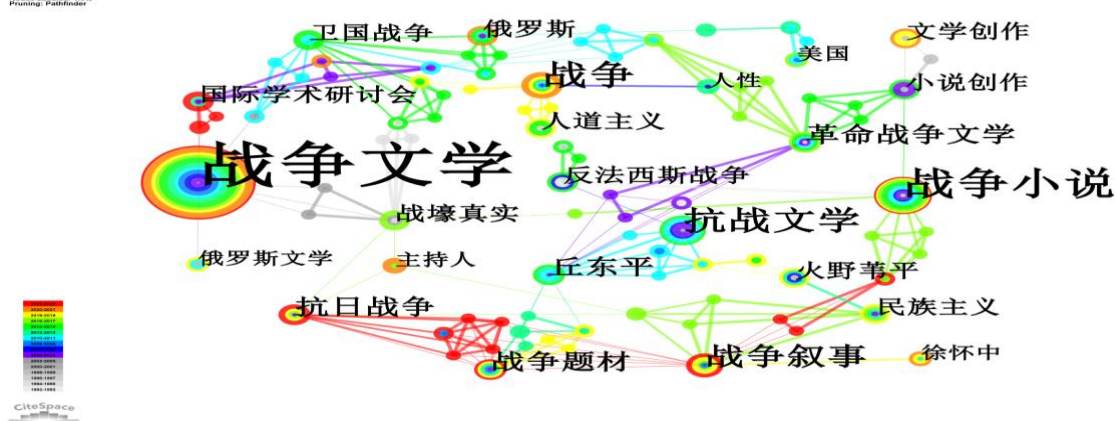 Pruning: Pathfinder
卫国战争
俄罗斯
文学创作
美国
战争
人性
小说创作
国际学术研讨会
人道主义
革命战争文学
战争文学
反法西斯战争
战争小说
战壕真实
抗战文学
俄罗斯文学
主持人
丘东平
火野苇平
抗日战争
民族主义
战争题材
战争叙事
徐怀中
CiteSpace